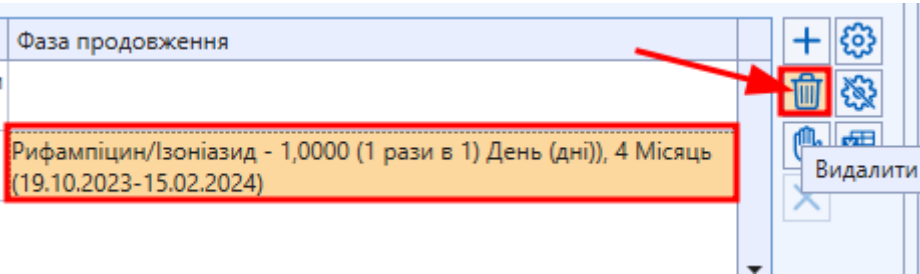 Фаза продовження
Рифампіцин/Ізоніазид - 1,0000 (1 рази в 1) День (дні)), 4 Місяць
(19.10.2023-15.02.2024)
Видалити